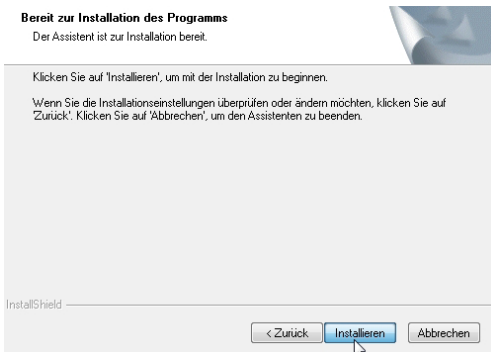 Bereit zur Installation des Programms
Der Assistent ist zur Installation bereit.
Klicken Sie auf 'Installieren', um mit der Installation zu beginnen.
Wenn Sie die Installationseinstellungen überprüfen oder ändern möchten, klicken Sie auf
'Zurück'. Klicken Sie auf 'Abbrechen', um den Assistenten zu beenden.
InstallShield
< Zurück Installieren Abbrechen